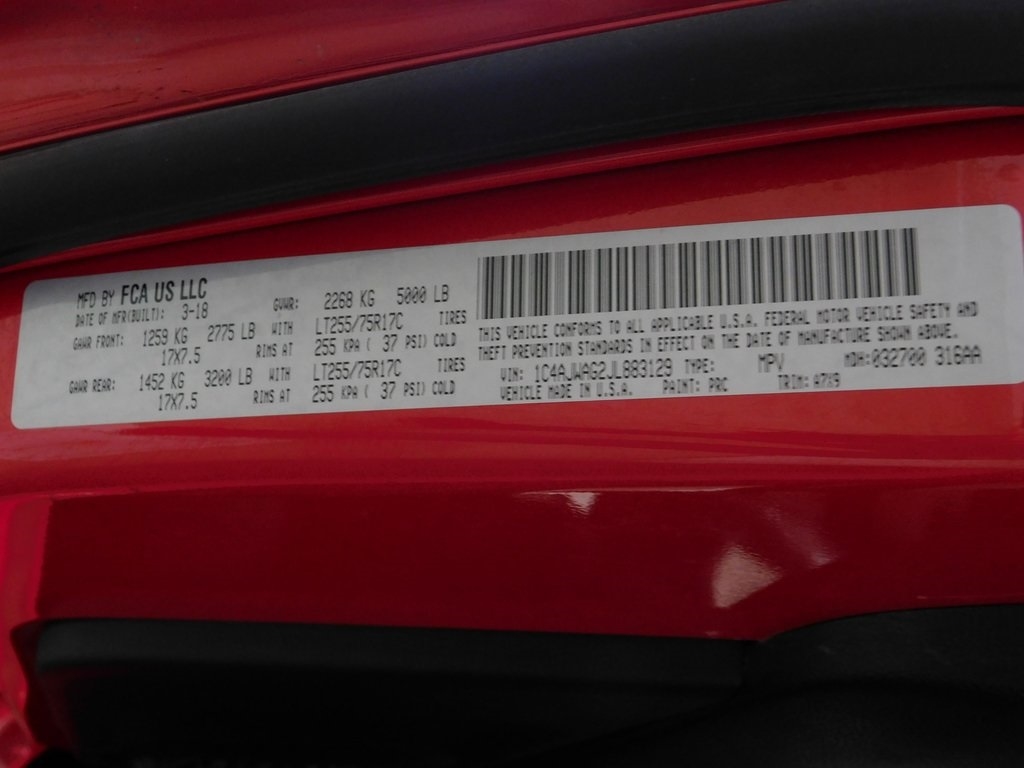 MFD BY FCA US LLC
DATE OF MFR(BUILT): 3-18 GVWR: 2268 KG 5000 LB
GAWR FRONT: 1259 KG 2775 LB WITH LT255/75R17C TIRES
17X7.5 RIMS AT 255 KPA ( 37 PSI) COLD
GAWR REAR: 1452 KG 3200 LB WITH LT255/75R17C TIRES
17X7.5 RIMS AT 255 KPA ( 37 PSI) COLD
THIS VEHICLE CONFORMS TO ALL APPLICABLE U.S.A. FEDERAL MOTOR VEHICLE SAFETY AND
THEFT PREVENTION STANDARDS IN EFFECT ON THE DATE OF MANUFACTURE SHOWN ABOVE.
VIN: 1C4AJWAG2JL883129 TYPE: MPV MDH:032700 316AA
VEHICLE MADE IN U.S.A. PAINT: PRC TRIM: A7X9